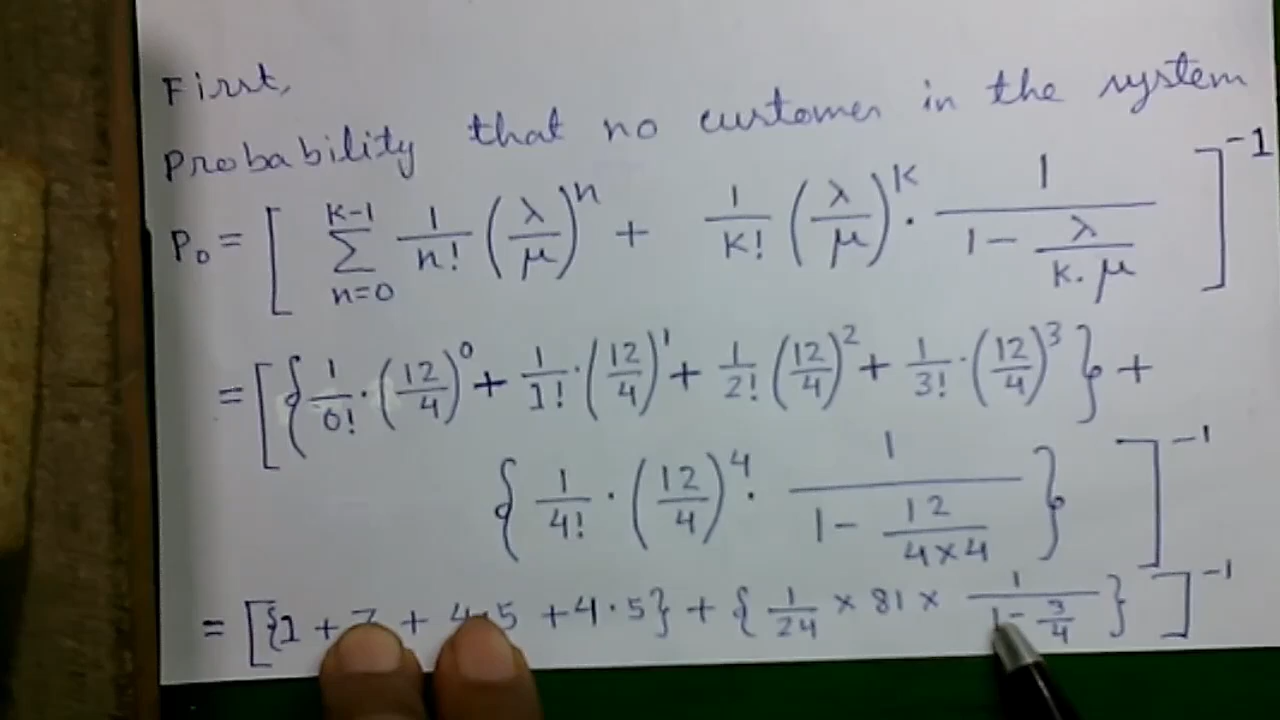 First,
Probability that no customer in the system
P₀ = [ Σ_{n=0}^{K-1} 1/n! (λ/μ)ⁿ + 1/K! (λ/μ)ᴷ · 1/(1 - λ/(K.μ)) ]⁻¹
= [ { 1/0! · (12/4)⁰ + 1/1! · (12/4)¹ + 1/2! (12/4)² + 1/3! · (12/4)³ } +
{ 1/4! · (12/4)⁴ · 1/(1 - 12/(4×4)) } ]⁻¹
= [ {1 + 3 + 4.5 + 4.5} + { 1/24 × 81 × 1/(1 - 3/4) } ]⁻¹